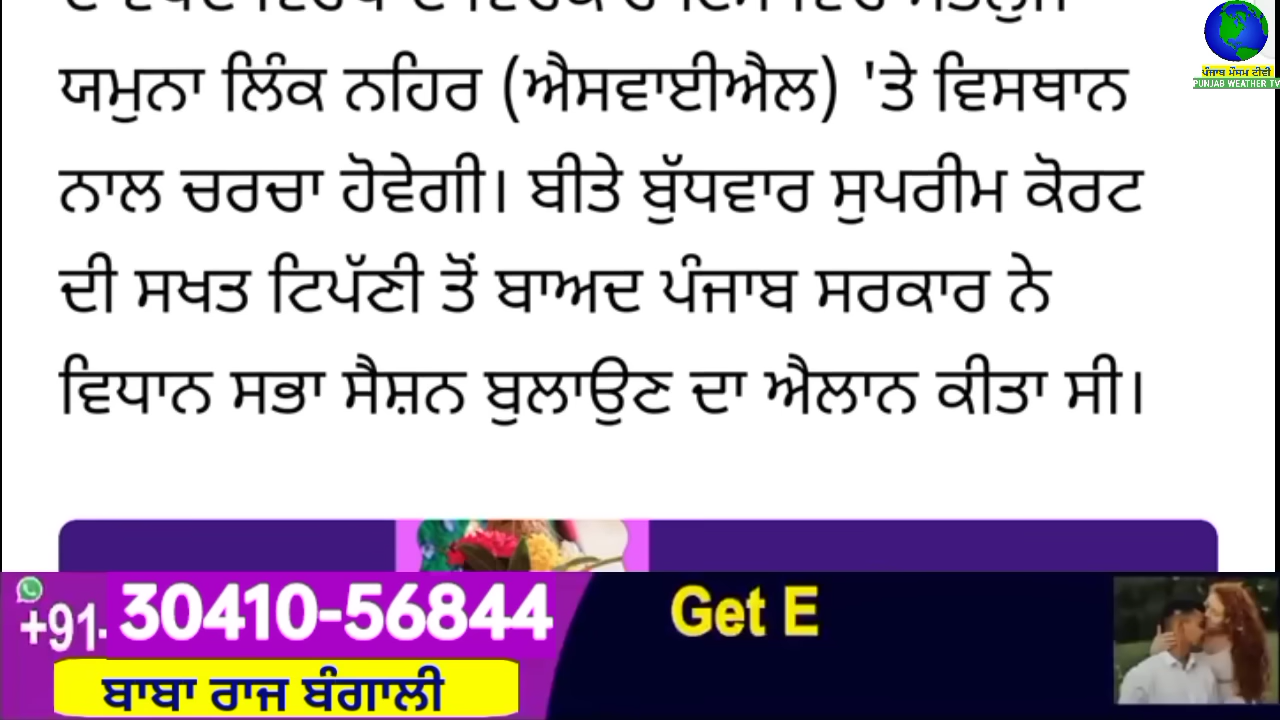 ਯਮੁਨਾ ਲਿੰਕ ਨਹਿਰ (ਐਸਵਾਈਐਲ) 'ਤੇ ਵਿਸਥਾਨ
ਨਾਲ ਚਰਚਾ ਹੋਵੇਗੀ। ਬੀਤੇ ਬੁੱਧਵਾਰ ਸੁਪਰੀਮ ਕੋਰਟ
ਦੀ ਸਖਤ ਟਿਪੱਣੀ ਤੋਂ ਬਾਅਦ ਪੰਜਾਬ ਸਰਕਾਰ ਨੇ
ਵਿਧਾਨ ਸਭਾ ਸੈਸ਼ਨ ਬੁਲਾਉਣ ਦਾ ਐਲਾਨ ਕੀਤਾ ਸੀ।
ਪੰਜਾਬ ਮੌਸਮ ਟੀਵੀ
PUNJAB WEATHER TV
+91- 30410-56844
ਬਾਬਾ ਰਾਜ ਬੰਗਾਲੀ
Get E